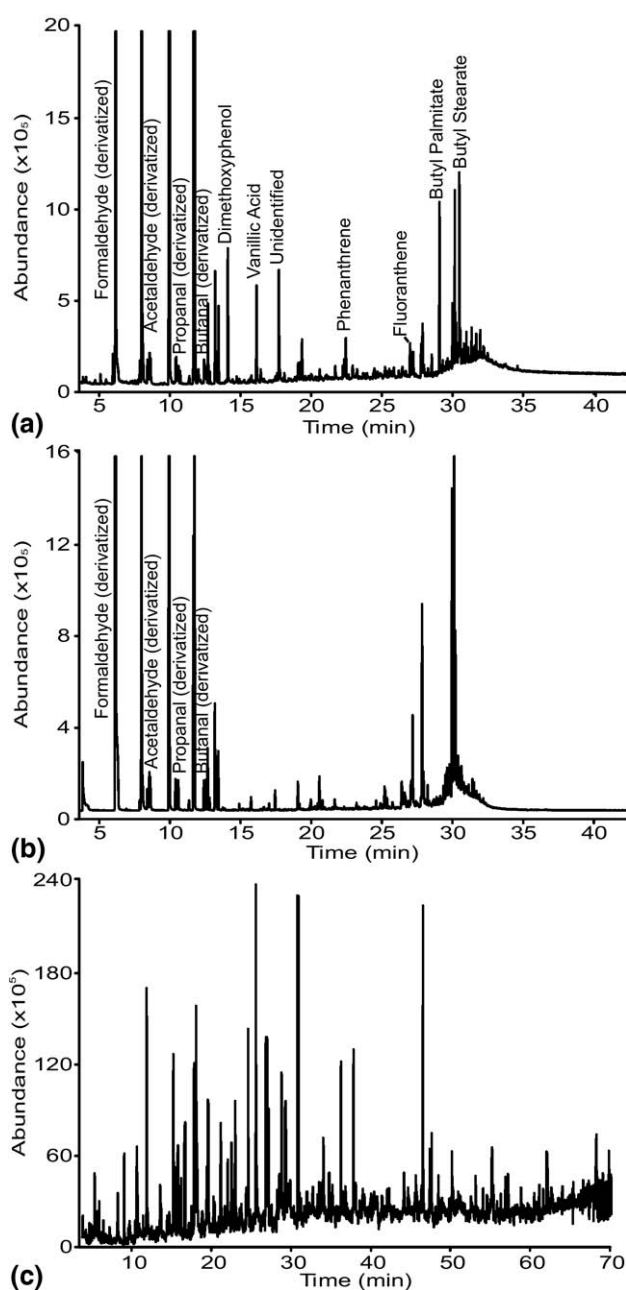 20
15
10
5
0
Abundance (x10₅)
Formaldehyde (derivatized)
Acetaldehyde (derivatized)
Propanal (derivatized)
Butanal (derivatized)
Dimethoxyphenol
Vanillic Acid
Unidentified
Phenanthrene
Fluoranthene
Butyl Palmitate
Butyl Stearate
5 10 15 20 25 30 35 40
(a) Time (min)
16
12
8
4
0
Abundance (x10₅)
Formaldehyde (derivatized)
Acetaldehyde (derivatized)
Propanal (derivatized)
Butanal (derivatized)
5 10 15 20 25 30 35 40
(b) Time (min)
240
180
120
60
0
Abundance (x10⁵)
10 20 30 40 50 60 70
(c) Time (min)